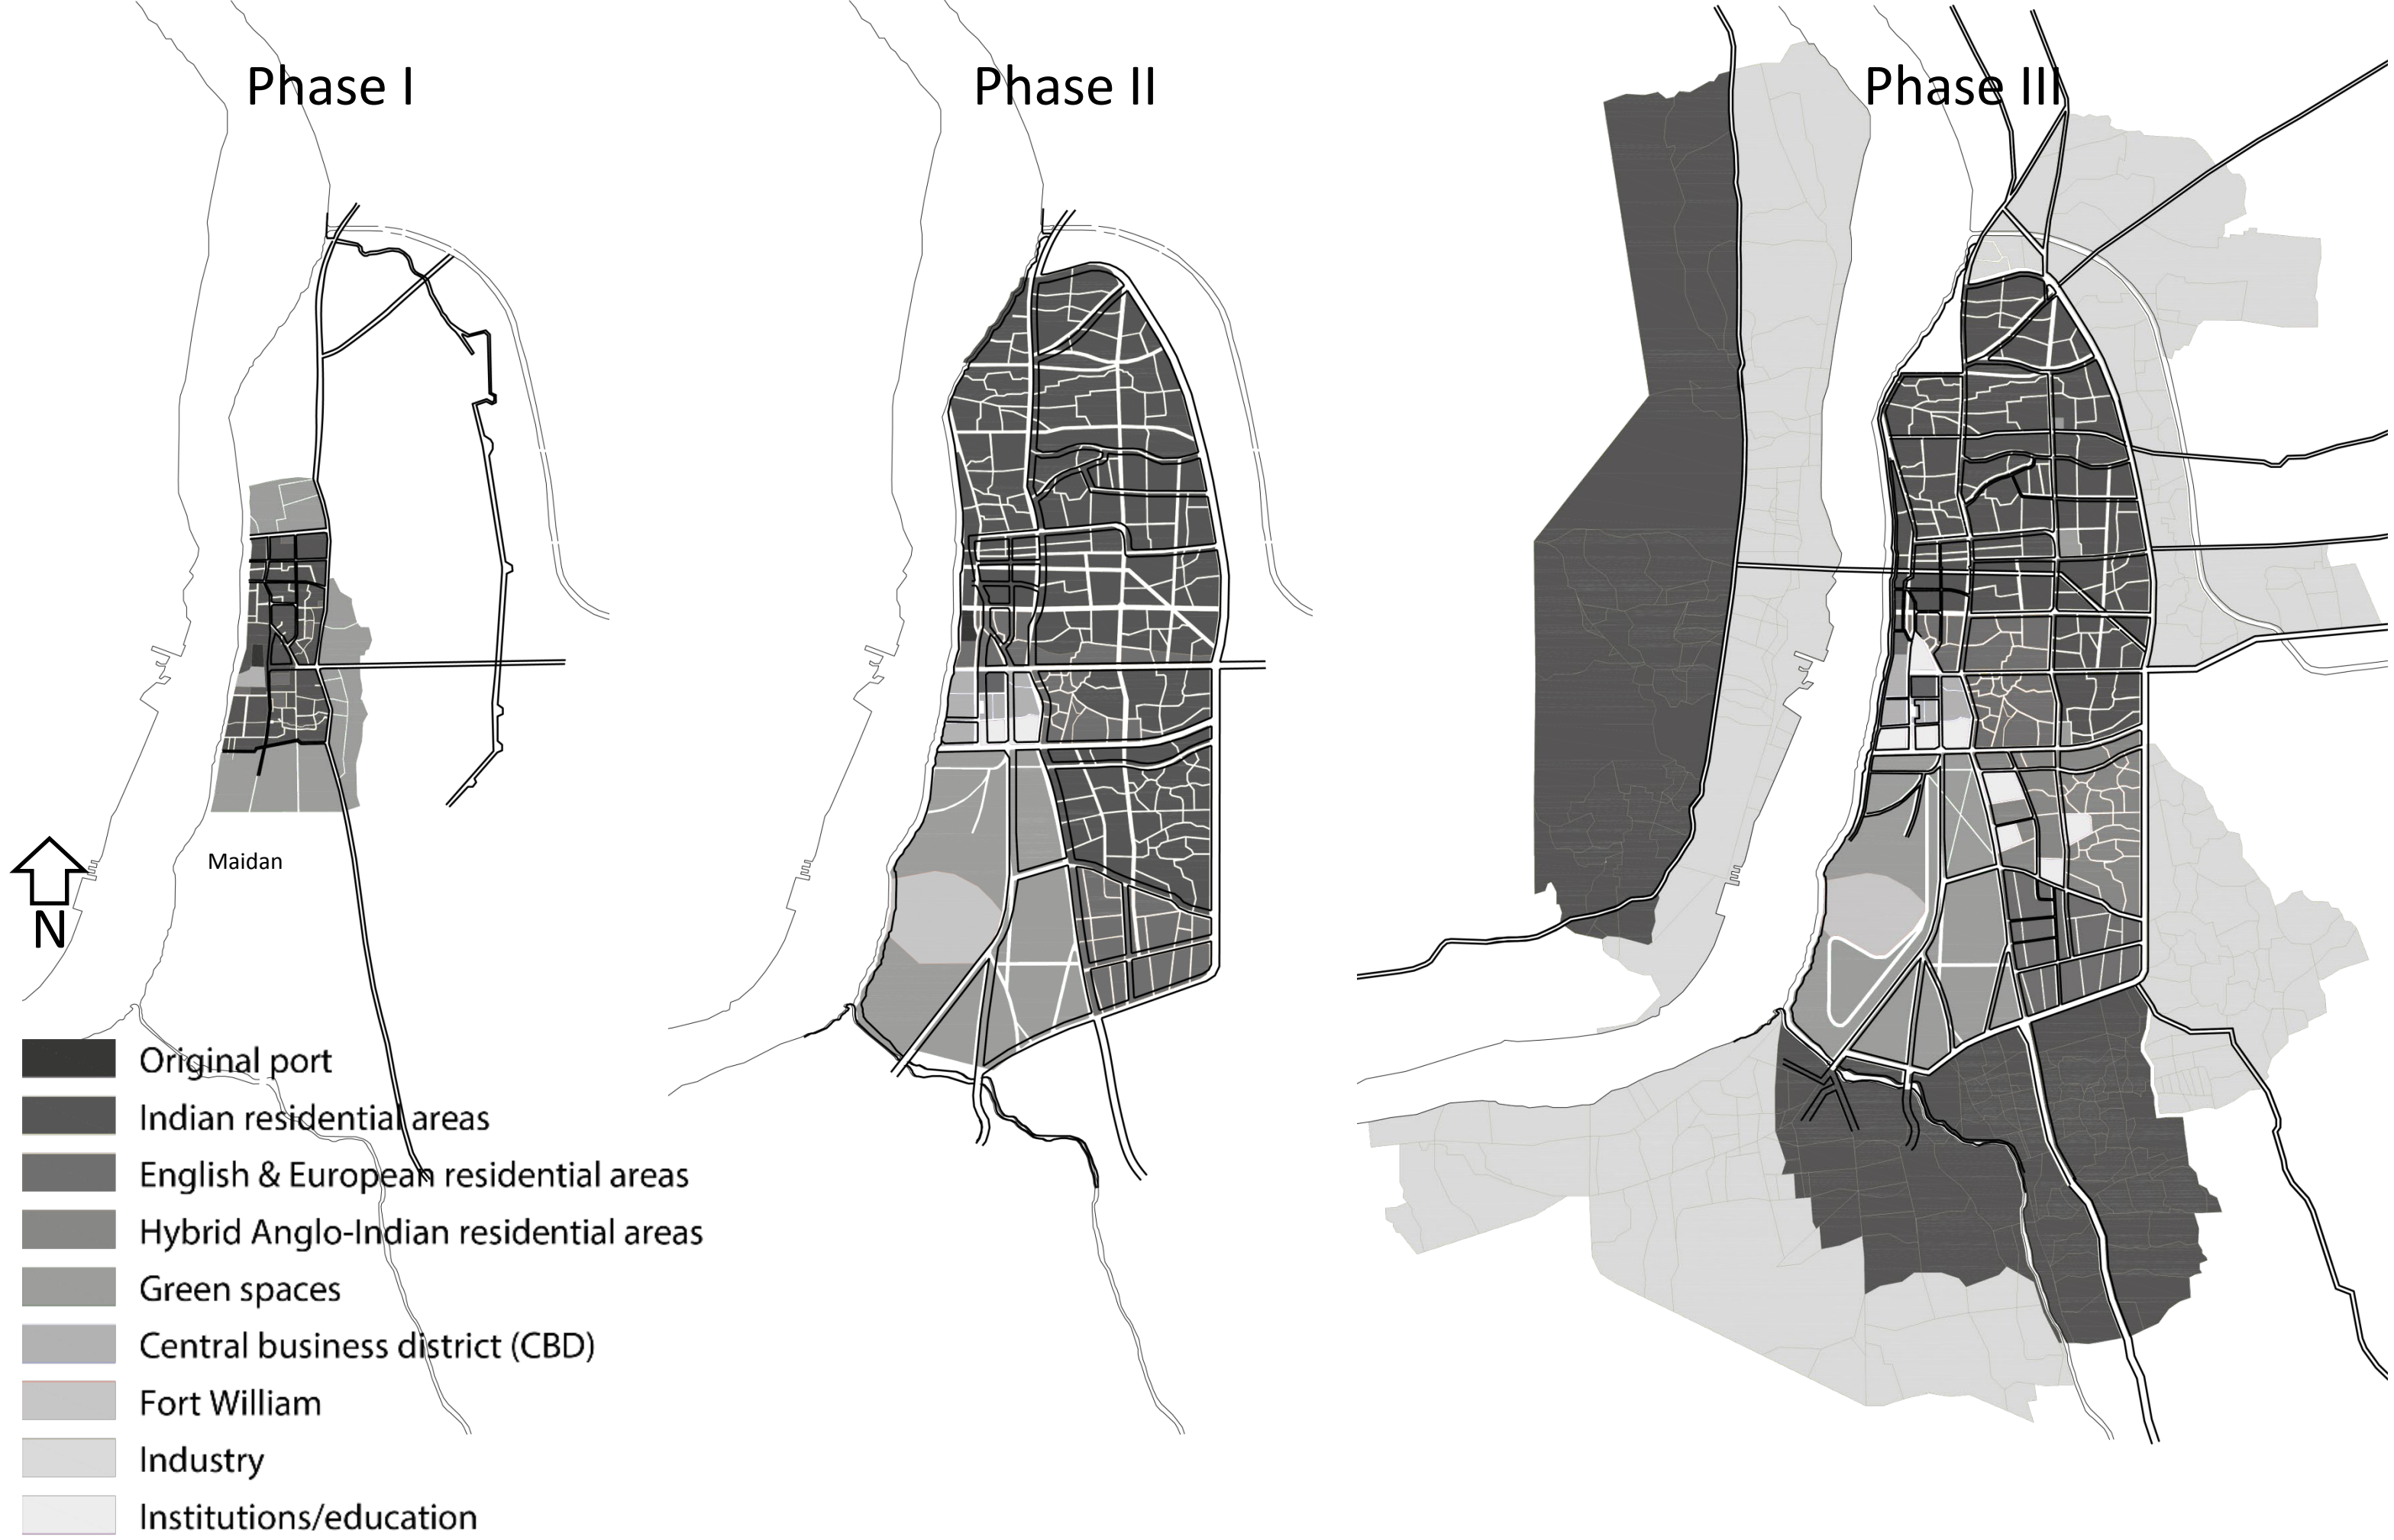 Phase I
Phase II
Phase III
Maidan
N
Original port
Indian residential areas
English & European residential areas
Hybrid Anglo-Indian residential areas
Green spaces
Central business district (CBD)
Fort William
Industry
Institutions/education